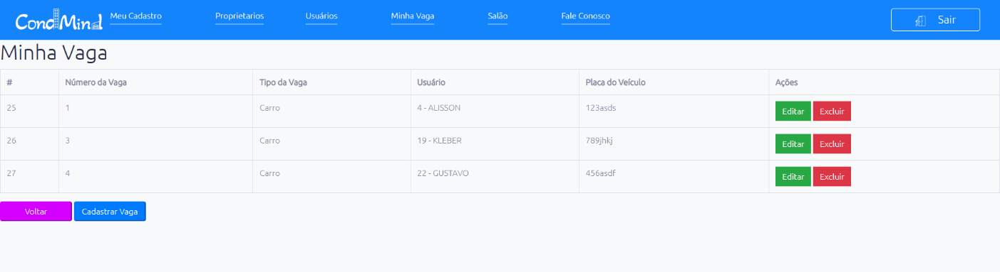 CondMind Meu Cadastro Proprietarios Usuários Minha Vaga Salão Fale Conosco Sair
Minha Vaga
# Número da Vaga Tipo da Vaga Usuário Placa do Veículo Ações
25 1 Carro 4 - ALISSON 123asds Editar Excluir
26 3 Carro 19 - KLEBER 789jhkj Editar Excluir
27 4 Carro 22 - GUSTAVO 456asdf Editar Excluir
Voltar Cadastrar Vaga